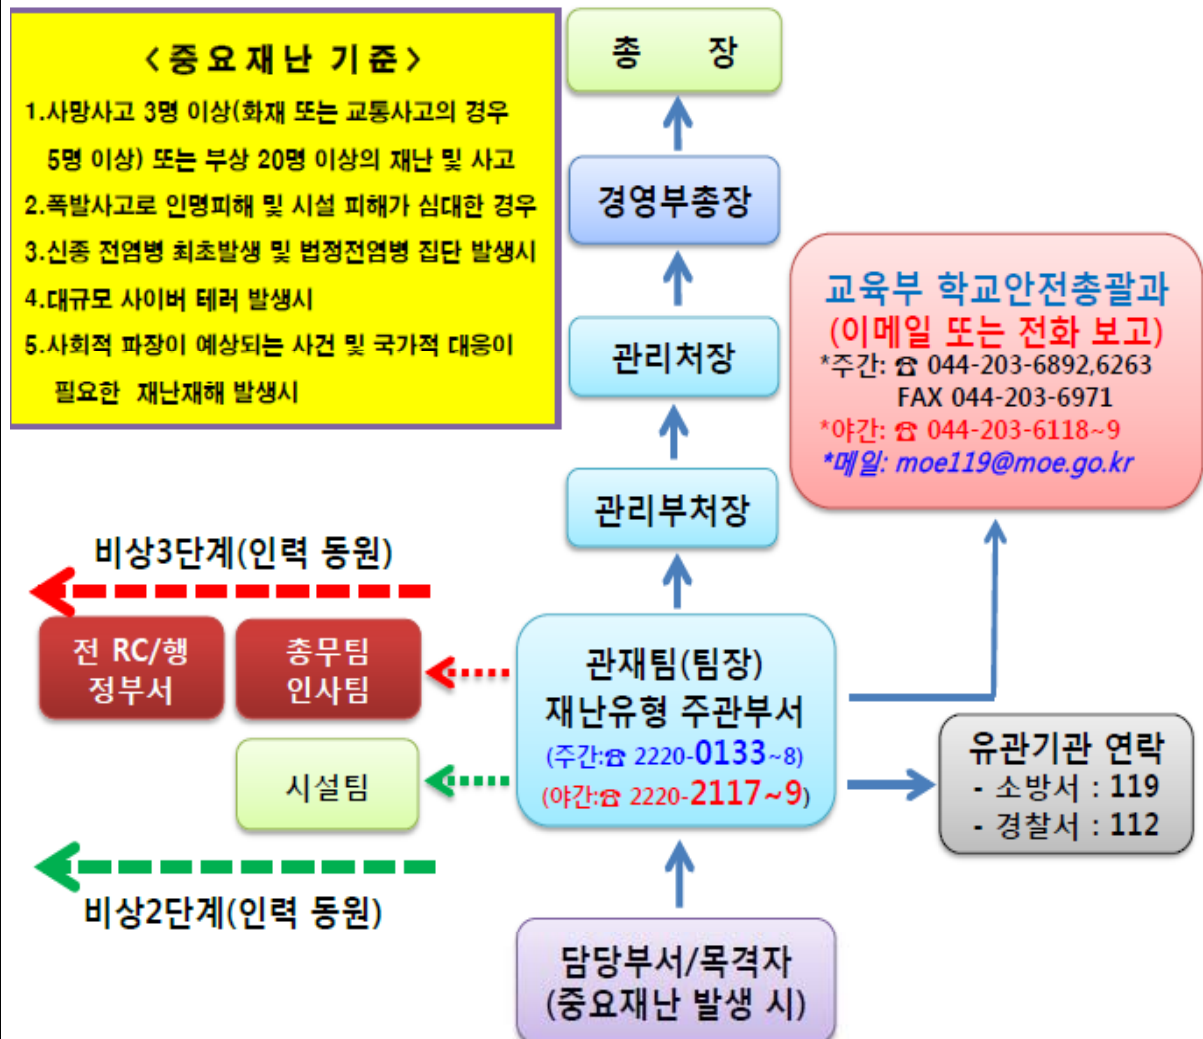 <중요재난 기준>
1.사망사고 3명 이상(화재 또는 교통사고의 경우
5명 이상) 또는 부상 20명 이상의 재난 및 사고
2.폭발사고로 인명피해 및 시설 피해가 심대한 경우
3.신종 전염병 최초발생 및 법정전염병 집단 발생시
4.대규모 사이버 테러 발생시
5.사회적 파장이 예상되는 사건 및 국가적 대응이
필요한 재난재해 발생시
총 장
경영부총장
관리처장
관리부처장
교육부 학교안전총괄과
(이메일 또는 전화 보고)
*주간: ☎ 044-203-6892,6263
FAX 044-203-6971
*야간: ☎ 044-203-6118~9
*메일: moe119@moe.go.kr
비상3단계(인력 동원)
전 RC/행
정부서
총무팀
인사팀
시설팀
비상2단계(인력 동원)
관재팀(팀장)
재난유형 주관부서
(주간:☎ 2220-0133~8)
(야간:☎ 2220-2117~9)
유관기관 연락
- 소방서 : 119
- 경찰서 : 112
담당부서/목격자
(중요재난 발생 시)